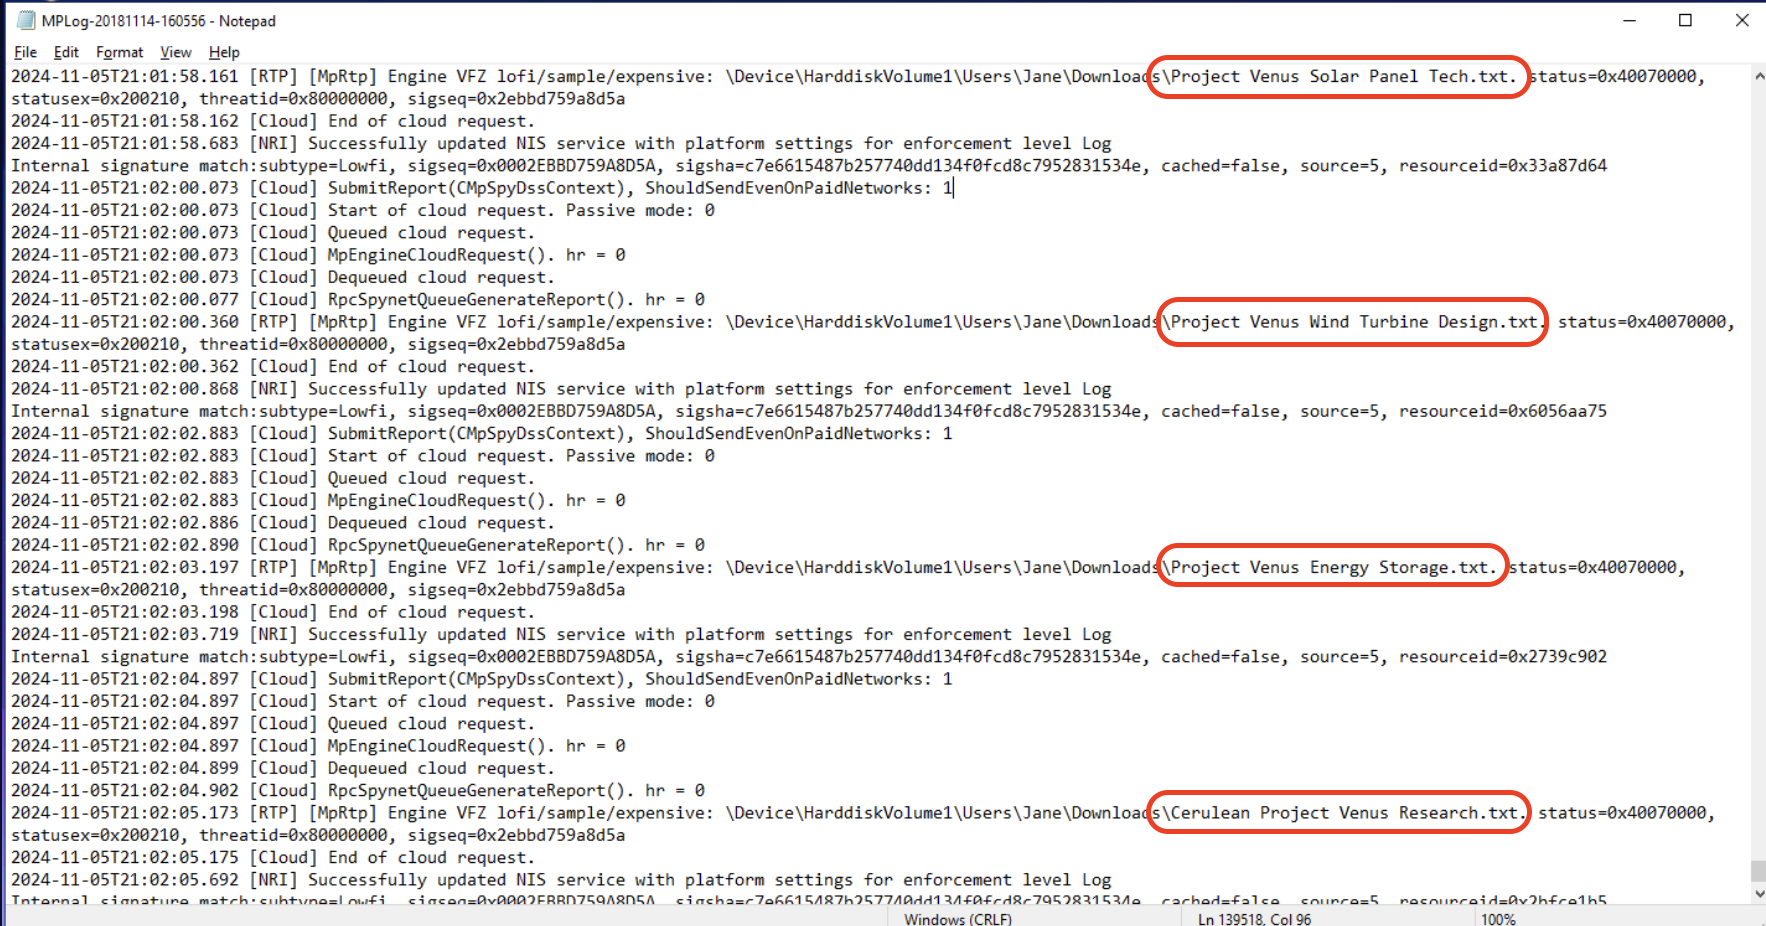 MPLog-20181114-160556 - Notepad
File Edit Format View Help
2024-11-05T21:01:58.161 [RTP] [MpRtp] Engine VFZ lofi/sample/expensive: \Device\HarddiskVolume1\Users\Jane\Downloads\Project Venus Solar Panel Tech.txt. status=0x40070000,
statusex=0x200210, threatid=0x80000000, sigseq=0x2ebbd759a8d5a
2024-11-05T21:01:58.162 [Cloud] End of cloud request.
2024-11-05T21:01:58.683 [NRI] Successfully updated NIS service with platform settings for enforcement level Log
Internal signature match:subtype=Lowfi, sigseq=0x0002EBBD759A8D5A, sigsha=c7e6615487b257740dd134f0fcd8c7952831534e, cached=false, source=5, resourceid=0x33a87d64
2024-11-05T21:02:00.073 [Cloud] SubmitReport(CMpSpyDssContext), ShouldSendEvenOnPaidNetworks: 1
2024-11-05T21:02:00.073 [Cloud] Start of cloud request. Passive mode: 0
2024-11-05T21:02:00.073 [Cloud] Queued cloud request.
2024-11-05T21:02:00.073 [Cloud] MpEngineCloudRequest(). hr = 0
2024-11-05T21:02:00.073 [Cloud] Dequeued cloud request.
2024-11-05T21:02:00.077 [Cloud] RpcSpynetQueueGenerateReport(). hr = 0
2024-11-05T21:02:00.360 [RTP] [MpRtp] Engine VFZ lofi/sample/expensive: \Device\HarddiskVolume1\Users\Jane\Downloads\Project Venus Wind Turbine Design.txt. status=0x40070000,
statusex=0x200210, threatid=0x80000000, sigseq=0x2ebbd759a8d5a
2024-11-05T21:02:00.362 [Cloud] End of cloud request.
2024-11-05T21:02:00.868 [NRI] Successfully updated NIS service with platform settings for enforcement level Log
Internal signature match:subtype=Lowfi, sigseq=0x0002EBBD759A8D5A, sigsha=c7e6615487b257740dd134f0fcd8c7952831534e, cached=false, source=5, resourceid=0x6056aa75
2024-11-05T21:02:02.883 [Cloud] SubmitReport(CMpSpyDssContext), ShouldSendEvenOnPaidNetworks: 1
2024-11-05T21:02:02.883 [Cloud] Start of cloud request. Passive mode: 0
2024-11-05T21:02:02.883 [Cloud] Queued cloud request.
2024-11-05T21:02:02.883 [Cloud] MpEngineCloudRequest(). hr = 0
2024-11-05T21:02:02.886 [Cloud] Dequeued cloud request.
2024-11-05T21:02:02.890 [Cloud] RpcSpynetQueueGenerateReport(). hr = 0
2024-11-05T21:02:03.197 [RTP] [MpRtp] Engine VFZ lofi/sample/expensive: \Device\HarddiskVolume1\Users\Jane\Downloads\Project Venus Energy Storage.txt. status=0x40070000,
statusex=0x200210, threatid=0x80000000, sigseq=0x2ebbd759a8d5a
2024-11-05T21:02:03.198 [Cloud] End of cloud request.
2024-11-05T21:02:03.719 [NRI] Successfully updated NIS service with platform settings for enforcement level Log
Internal signature match:subtype=Lowfi, sigseq=0x0002EBBD759A8D5A, sigsha=c7e6615487b257740dd134f0fcd8c7952831534e, cached=false, source=5, resourceid=0x2739c902
2024-11-05T21:02:04.897 [Cloud] SubmitReport(CMpSpyDssContext), ShouldSendEvenOnPaidNetworks: 1
2024-11-05T21:02:04.897 [Cloud] Start of cloud request. Passive mode: 0
2024-11-05T21:02:04.897 [Cloud] Queued cloud request.
2024-11-05T21:02:04.897 [Cloud] MpEngineCloudRequest(). hr = 0
2024-11-05T21:02:04.899 [Cloud] Dequeued cloud request.
2024-11-05T21:02:04.902 [Cloud] RpcSpynetQueueGenerateReport(). hr = 0
2024-11-05T21:02:05.173 [RTP] [MpRtp] Engine VFZ lofi/sample/expensive: \Device\HarddiskVolume1\Users\Jane\Downloads\Cerulean Project Venus Research.txt. status=0x40070000,
statusex=0x200210, threatid=0x80000000, sigseq=0x2ebbd759a8d5a
2024-11-05T21:02:05.175 [Cloud] End of cloud request.
2024-11-05T21:02:05.692 [NRI] Successfully updated NIS service with platform settings for enforcement level Log
Internal signature match:subtype=Lowfi, sigseq=0x0002EBBD759A8D5A, sigsha=c7e6615487b257740dd134f0fcd8c7952831534e, cached=false, source=5, resourceid=0x2bfce1b5
Windows (CRLF) Ln 139518, Col 96 100%